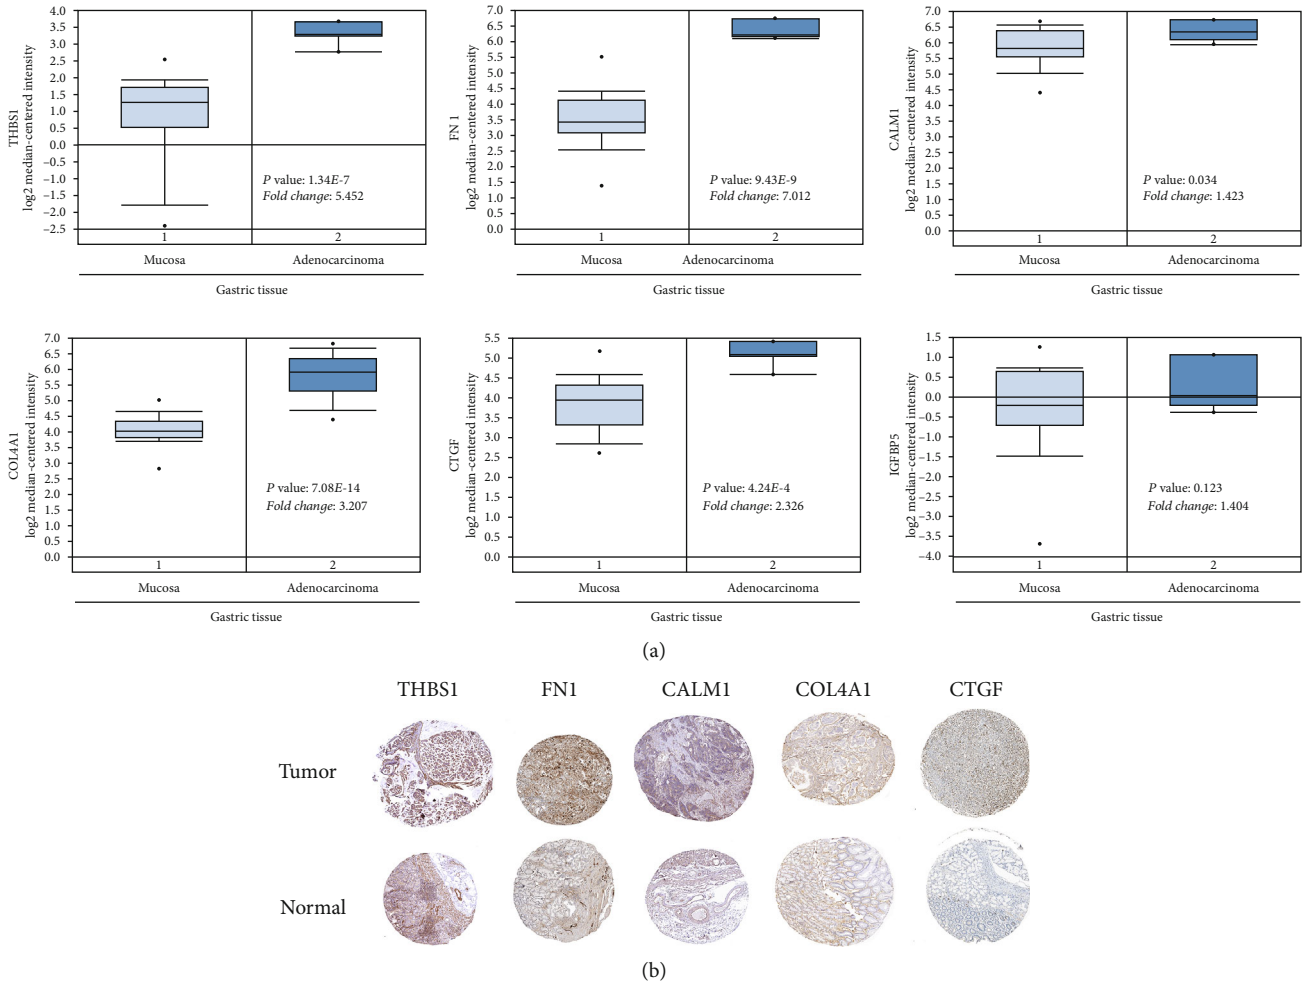 THBS1
log2 median-centered intensity
4.0
3.5
3.0
2.5
2.0
1.5
1.0
0.5
0.0
–0.5
–1.0
–1.5
–2.0
–2.5
P value: 1.34E-7
Fold change: 5.452
1 2
Mucosa Adenocarcinoma
Gastric tissue
FN1
log2 median-centered intensity
7.0
6.5
6.0
5.5
5.0
4.5
4.0
3.5
3.0
2.5
2.0
1.5
1.0
0.5
0.0
P value: 9.43E-9
Fold change: 7.012
1 2
Mucosa Adenocarcinoma
Gastric tissue
CALM1
log2 median-centered intensity
7.0
6.5
6.0
5.5
5.0
4.5
4.0
3.5
3.0
2.5
2.0
1.5
1.0
0.5
0.0
P value: 0.034
Fold change: 1.423
1 2
Mucosa Adenocarcinoma
Gastric tissue
COL4A1
log2 median-centered intensity
7.0
6.5
6.0
5.5
5.0
4.5
4.0
3.5
3.0
2.5
2.0
1.5
1.0
0.5
0.0
P value: 7.08E-14
Fold change: 3.207
1 2
Mucosa Adenocarcinoma
Gastric tissue
CTGF
log2 median-centered intensity
5.5
5.0
4.5
4.0
3.5
3.0
2.5
2.0
1.5
1.0
0.5
0.0
P value: 4.24E-4
Fold change: 2.326
1 2
Mucosa Adenocarcinoma
Gastric tissue
IGFBP5
log2 median-centered intensity
1.5
1.0
0.5
0.0
–0.5
–1.0
–1.5
–2.0
–2.5
–3.0
–3.5
–4.0
P value: 0.123
Fold change: 1.404
1 2
Mucosa Adenocarcinoma
Gastric tissue
(a)
THBS1 FN1 CALM1 COL4A1 CTGF
Tumor
Normal
(b)